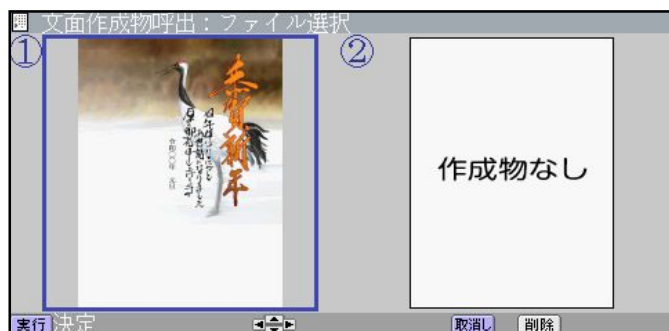 文面作成物呼出：ファイル選択
①
恭賀新年
令和〇〇年 元旦
②
作成物なし
実行 決定
取消し 削除